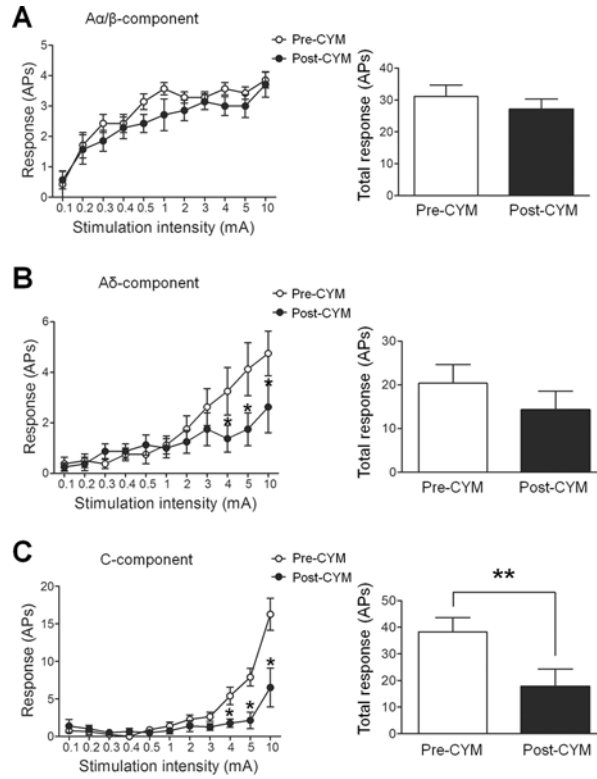 A
Aα/β-component
Pre-CYM
Post-CYM
Response (APs)
5
4
3
2
1
0
0.1 0.2 0.3 0.4 0.5 1 2 3 4 5 10
Stimulation intensity (mA)
Total response (APs)
40
30
20
10
0
Pre-CYM Post-CYM
B
Aδ-component
Pre-CYM
Post-CYM
Response (APs)
6
4
2
0
* * *
0.1 0.2 0.3 0.4 0.5 1 2 3 4 5 10
Stimulation intensity (mA)
Total response (APs)
30
20
10
0
Pre-CYM Post-CYM
C
C-component
Pre-CYM
Post-CYM
Response (APs)
20
15
10
5
0
* * *
0.1 0.2 0.3 0.4 0.5 1 2 3 4 5 10
Stimulation intensity (mA)
**
Total response (APs)
50
40
30
20
10
0
Pre-CYM Post-CYM